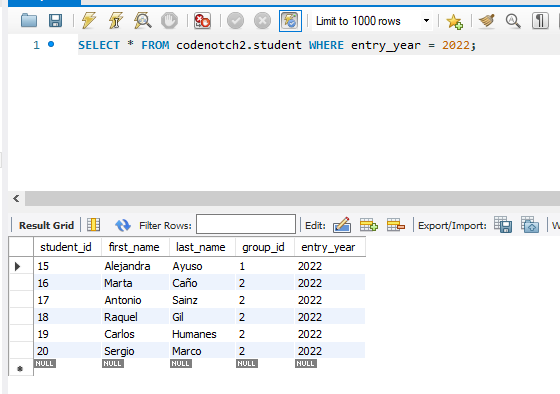 Limit to 1000 rows
1 SELECT * FROM codenotch2.student WHERE entry_year = 2022;
Result Grid Filter Rows: Edit: Export/Import: W
student_id first_name last_name group_id entry_year
15 Alejandra Ayuso 1 2022
16 Marta Caño 2 2022
17 Antonio Sainz 2 2022
18 Raquel Gil 2 2022
19 Carlos Humanes 2 2022
20 Sergio Marco 2 2022
NULL NULL NULL NULL NULL